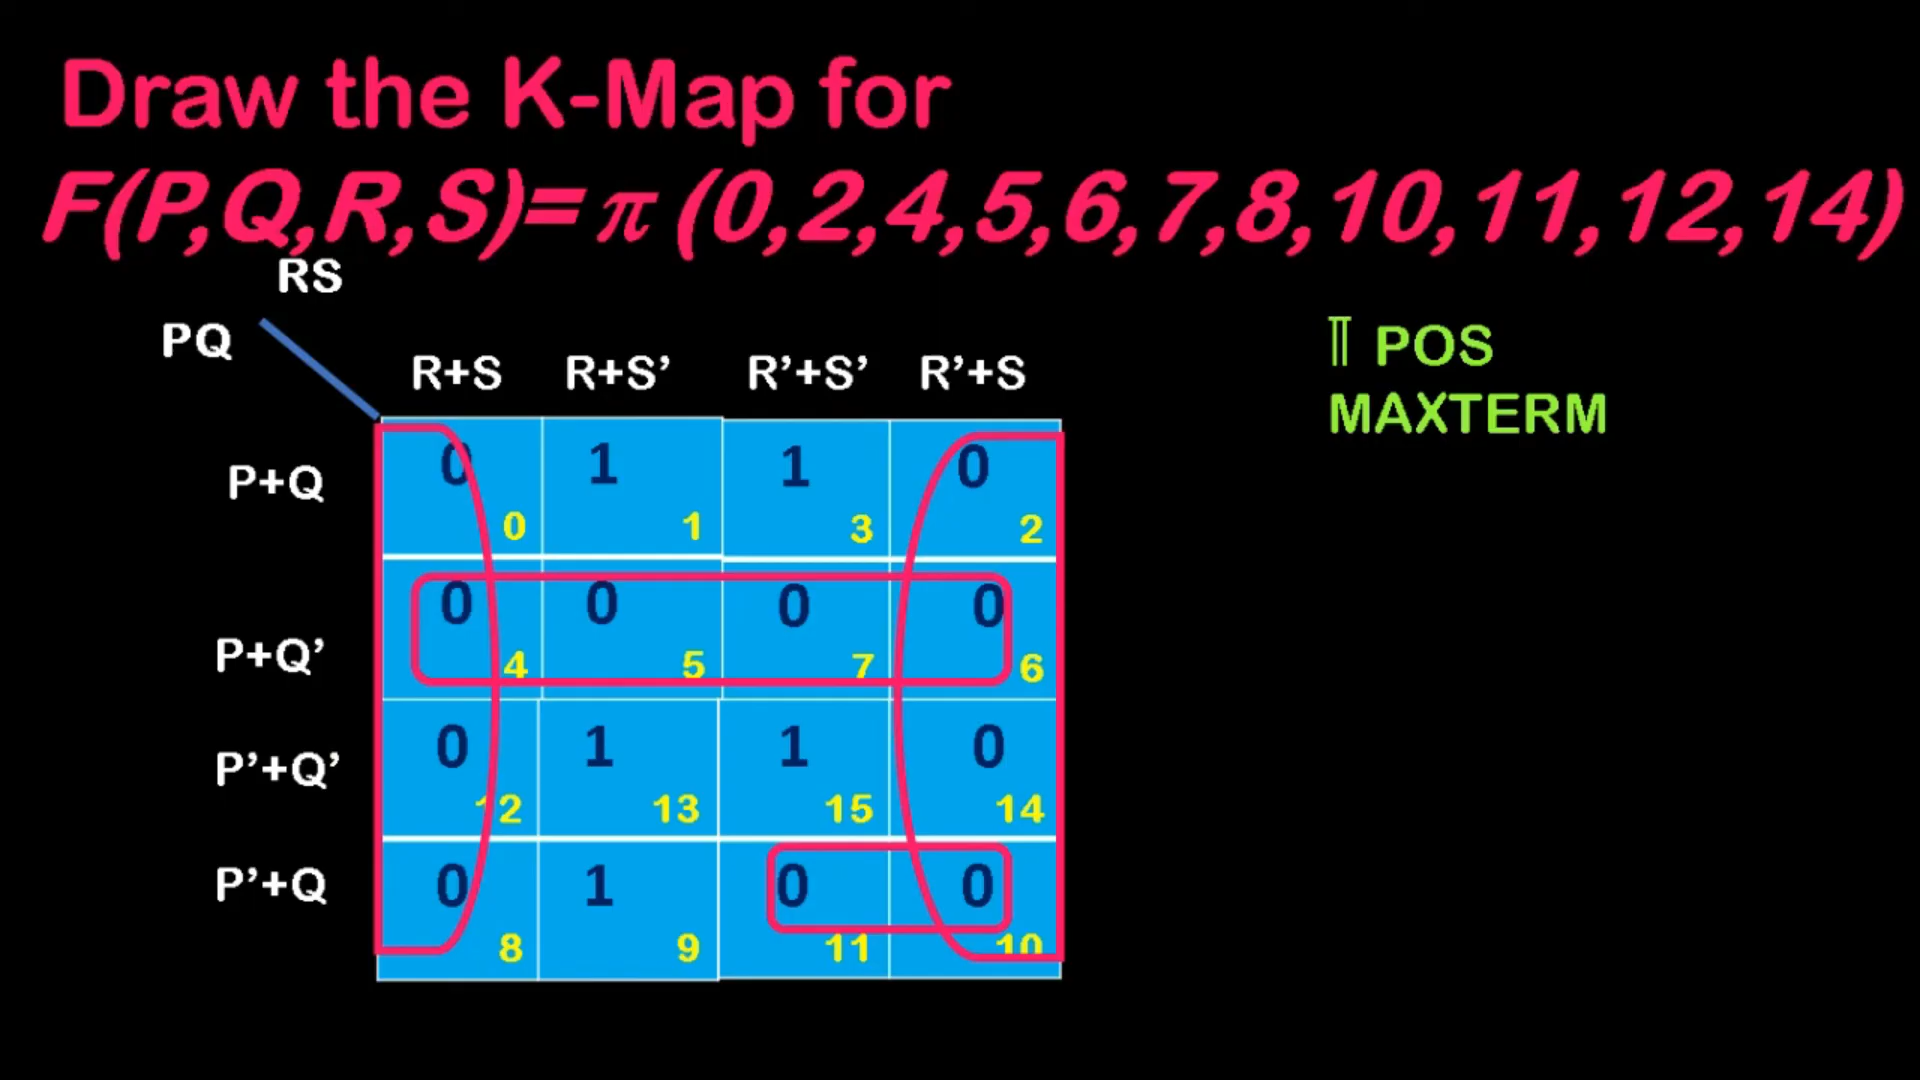 Draw the K-Map for
F(P,Q,R,S)=π(0,2,4,5,6,7,8,10,11,12,14)
RS
PQ
π POS
MAXTERM
R+S R+S’ R’+S’ R’+S
P+Q 0 1 1 0
0 1 3 2
P+Q’ 0 0 0 0
4 5 7 6
P’+Q’ 0 1 1 0
12 13 15 14
P’+Q 0 1 0 0
8 9 11 10